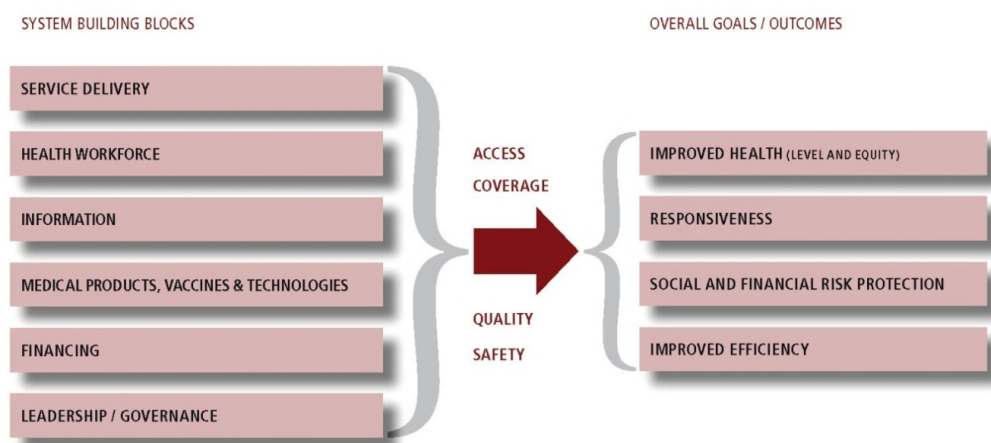 SYSTEM BUILDING BLOCKS
OVERALL GOALS / OUTCOMES
SERVICE DELIVERY
HEALTH WORKFORCE
INFORMATION
MEDICAL PRODUCTS, VACCINES & TECHNOLOGIES
FINANCING
LEADERSHIP / GOVERNANCE
ACCESS
COVERAGE
QUALITY
SAFETY
IMPROVED HEALTH (LEVEL AND EQUITY)
RESPONSIVENESS
SOCIAL AND FINANCIAL RISK PROTECTION
IMPROVED EFFICIENCY